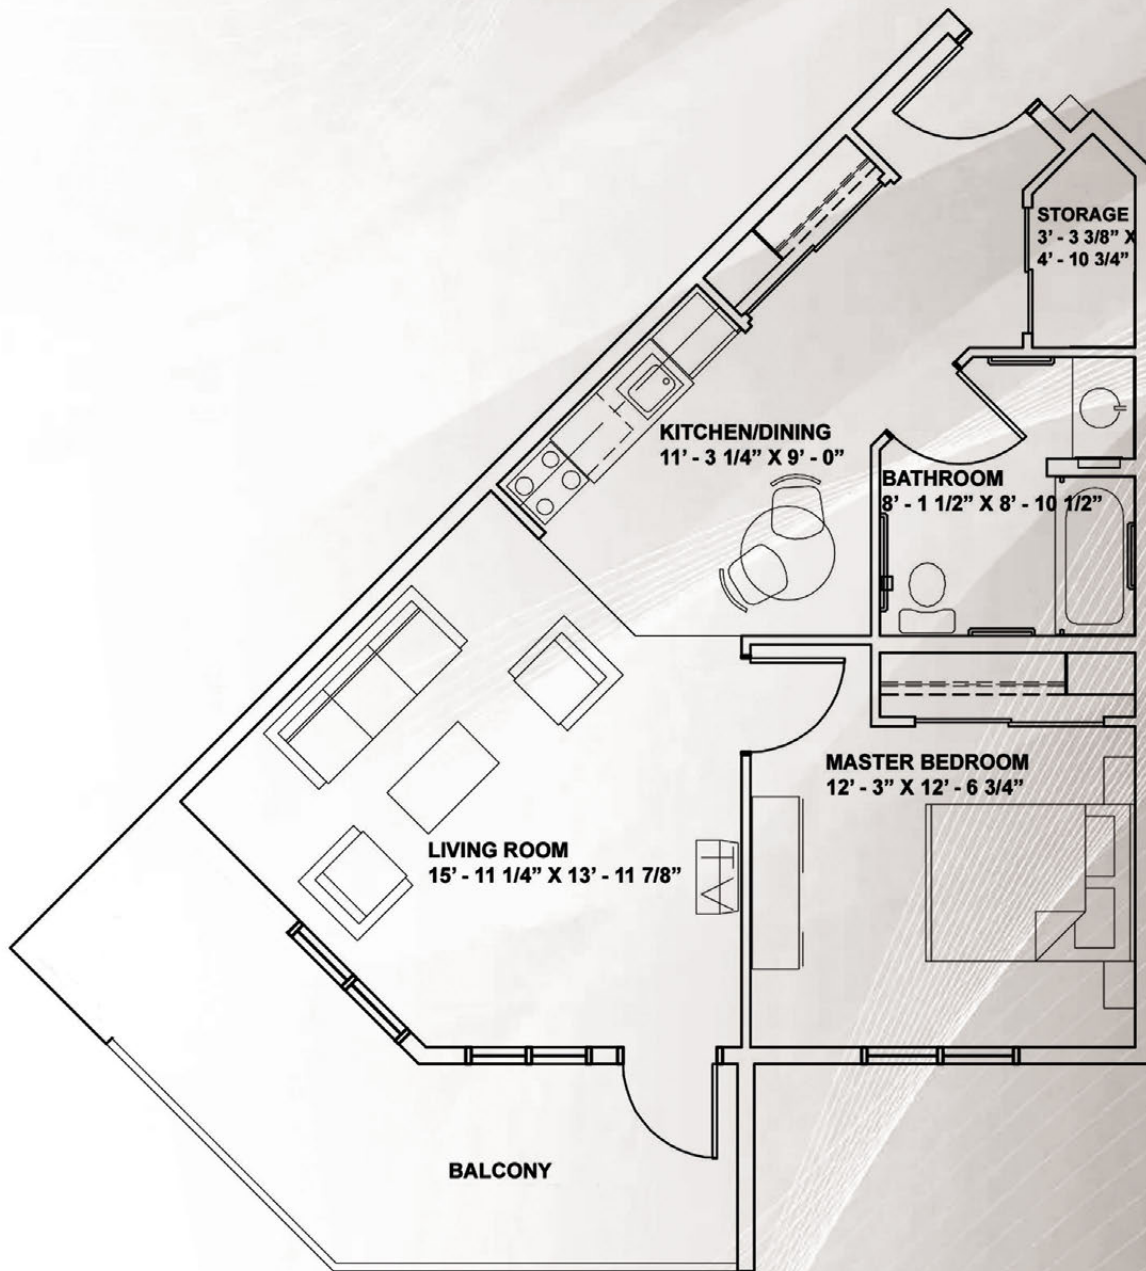 STORAGE
3' - 3 3/8” X
4' - 10 3/4”
KITCHEN/DINING
11' - 3 1/4” X 9' - 0”
BATHROOM
8' - 1 1/2” X 8' - 10 1/2”
MASTER BEDROOM
12' - 3” X 12' - 6 3/4”
LIVING ROOM
15' - 11 1/4” X 13' - 11 7/8”
TV
BALCONY